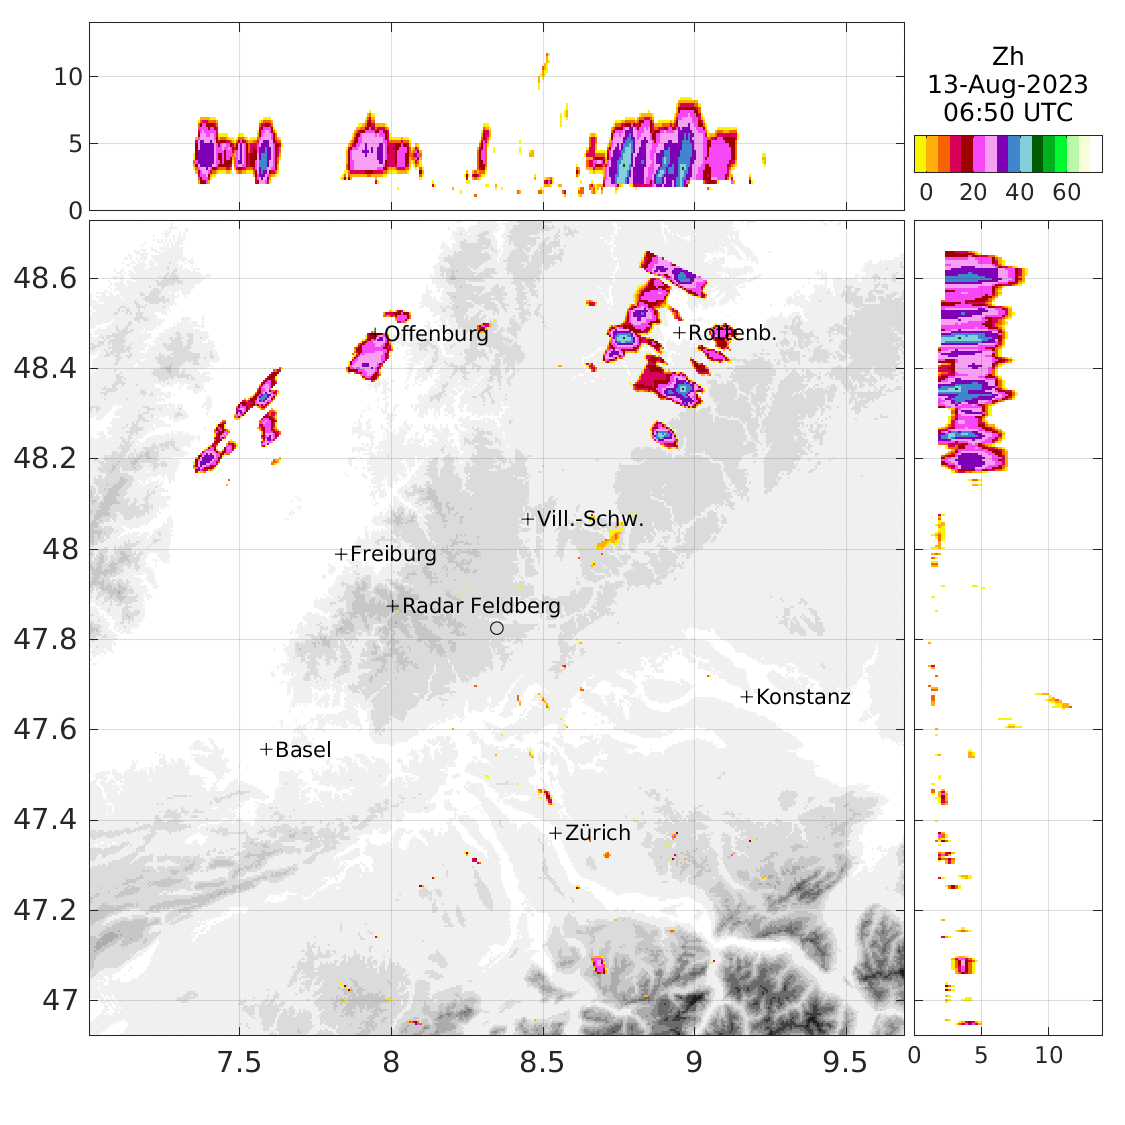 10
5
0
Zh
13-Aug-2023
06:50 UTC
0 20 40 60
48.6
48.4
48.2
48
47.8
47.6
47.4
47.2
47
Offenburg
Rottenb.
Vill.-Schw.
Freiburg
Radar Feldberg
Konstanz
Basel
Zürich
7.5 8 8.5 9 9.5
0 5 10